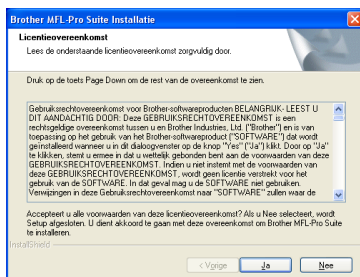 Brother MFL-Pro Suite Installatie
Licentieovereenkomst
Lees de onderstaande licentieovereenkomst zorgvuldig door.
Druk op de toets Page Down om de rest van de overeenkomst te zien.
Gebruiksrechtovereenkomst voor Brother-softwareproducten BELANGRIJK- LEEST U
DIT AANDACHTIG DOOR: Deze GEBRUIKSRECHTOVEREENKOMST is een
rechtsgeldige overeenkomst tussen u en Brother Industries, Ltd. ("Brother") en is van
toepassing op het gebruik van het Brother-product ("SOFTWARE") dat wordt
geïnstalleerd wanneer u in dit dialoogvenster op de knop "Yes" ("Ja") klikt. Door op "Ja"
te klikken, stemt u ermee in dat u wettelijk gebonden bent aan de voorwaarden van deze
GEBRUIKSRECHTOVEREENKOMST. Indien u niet instemt met de voorwaarden van
deze GEBRUIKSRECHTOVEREENKOMST, wordt geen licentie verstrekt voor het
gebruik van de SOFTWARE. In dat geval mag u de SOFTWARE niet gebruiken.
Verwijzingen in deze Gebruiksrechtovereenkomst naar "SOFTWARE" zullen waar de
Accepteert u alle voorwaarden van deze licentieovereenkomst? Als u Nee selecteert, wordt
Setup afgesloten. U dient akkoord te gaan met deze overeenkomst om Brother MFL-Pro Suite
te installeren.
InstallShield
< Vorige Ja Nee